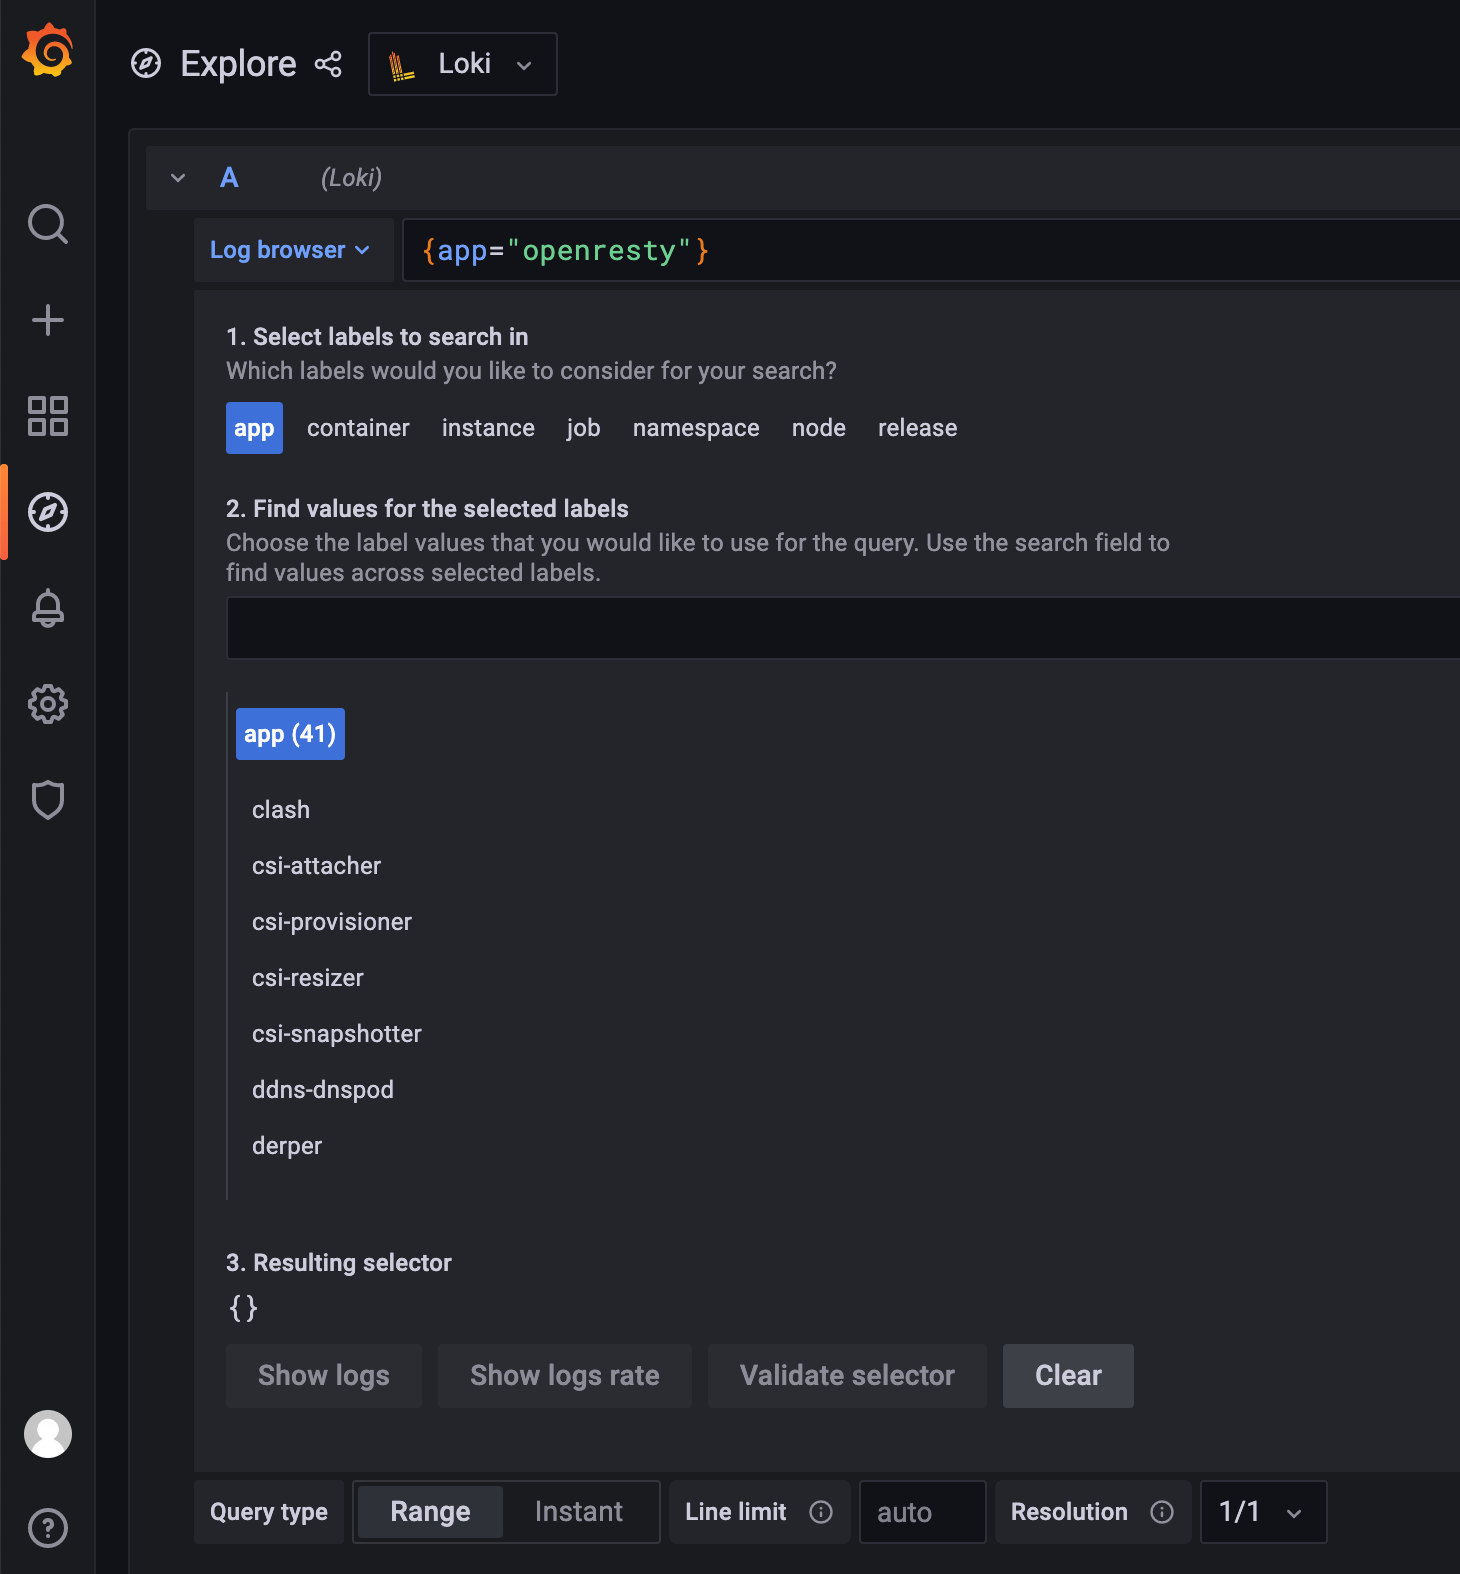 Explore Loki
A (Loki)
Log browser {app="openresty"}
1. Select labels to search in
Which labels would you like to consider for your search?
app container instance job namespace node release
2. Find values for the selected labels
Choose the label values that you would like to use for the query. Use the search field to
find values across selected labels.
app (41)
clash
csi-attacher
csi-provisioner
csi-resizer
csi-snapshotter
ddns-dnspod
derper
3. Resulting selector
{}
Show logs Show logs rate Validate selector Clear
Query type Range Instant Line limit auto Resolution 1/1